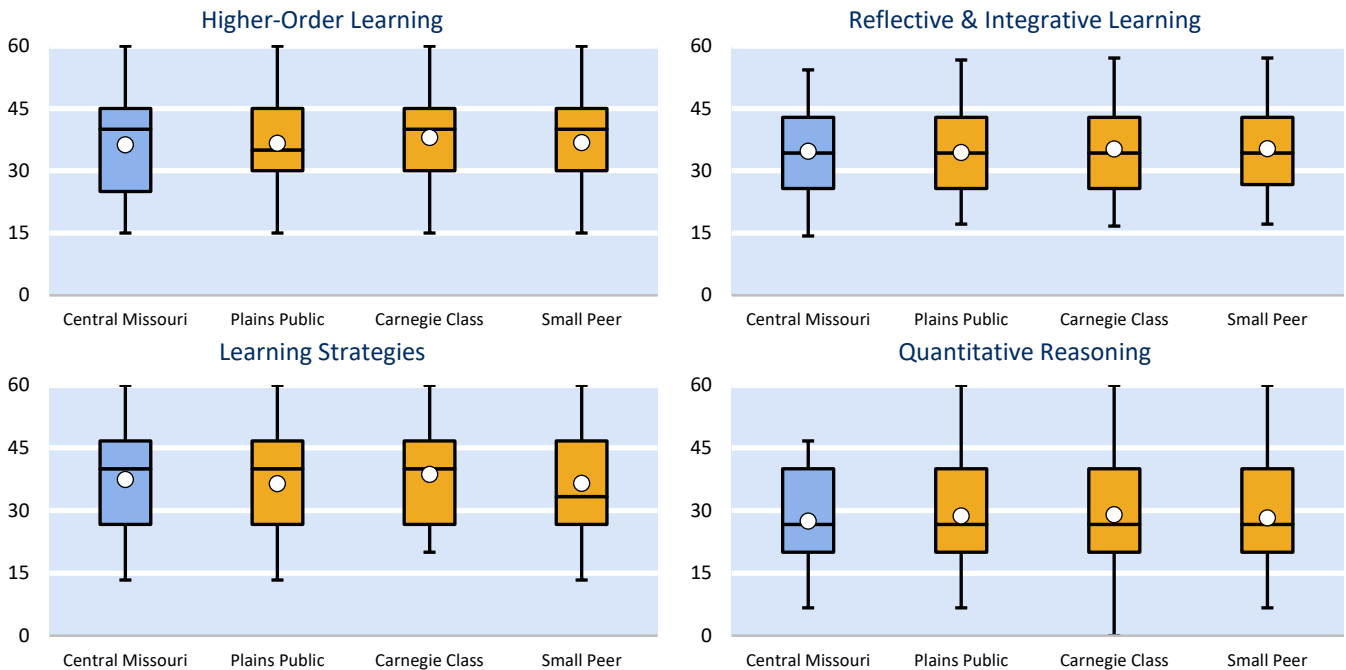 Higher-Order Learning
60
45
30
15
0
Central Missouri Plains Public Carnegie Class Small Peer
Reflective & Integrative Learning
60
45
30
15
0
Central Missouri Plains Public Carnegie Class Small Peer
Learning Strategies
60
45
30
15
0
Central Missouri Plains Public Carnegie Class Small Peer
Quantitative Reasoning
60
45
30
15
0
Central Missouri Plains Public Carnegie Class Small Peer